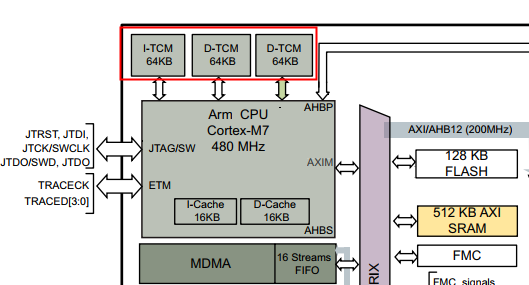 I-TCM
64KB
D-TCM
64KB
D-TCM
64KB
AHBP
Arm CPU
Cortex-M7
480 MHz
JTRST, JTDI,
JTCK/SWCLK
JTDO/SWD, JTDO
JTAG/SW
AXIM
TRACECK
TRACED[3:0]
ETM
I-Cache
16KB
D-Cache
16KB
AHBS
MDMA
16 Streams
FIFO
AXI/AHB12 (200MHz)
128 KB
FLASH
512 KB AXI
SRAM
FMC
FMC_signals
RIX